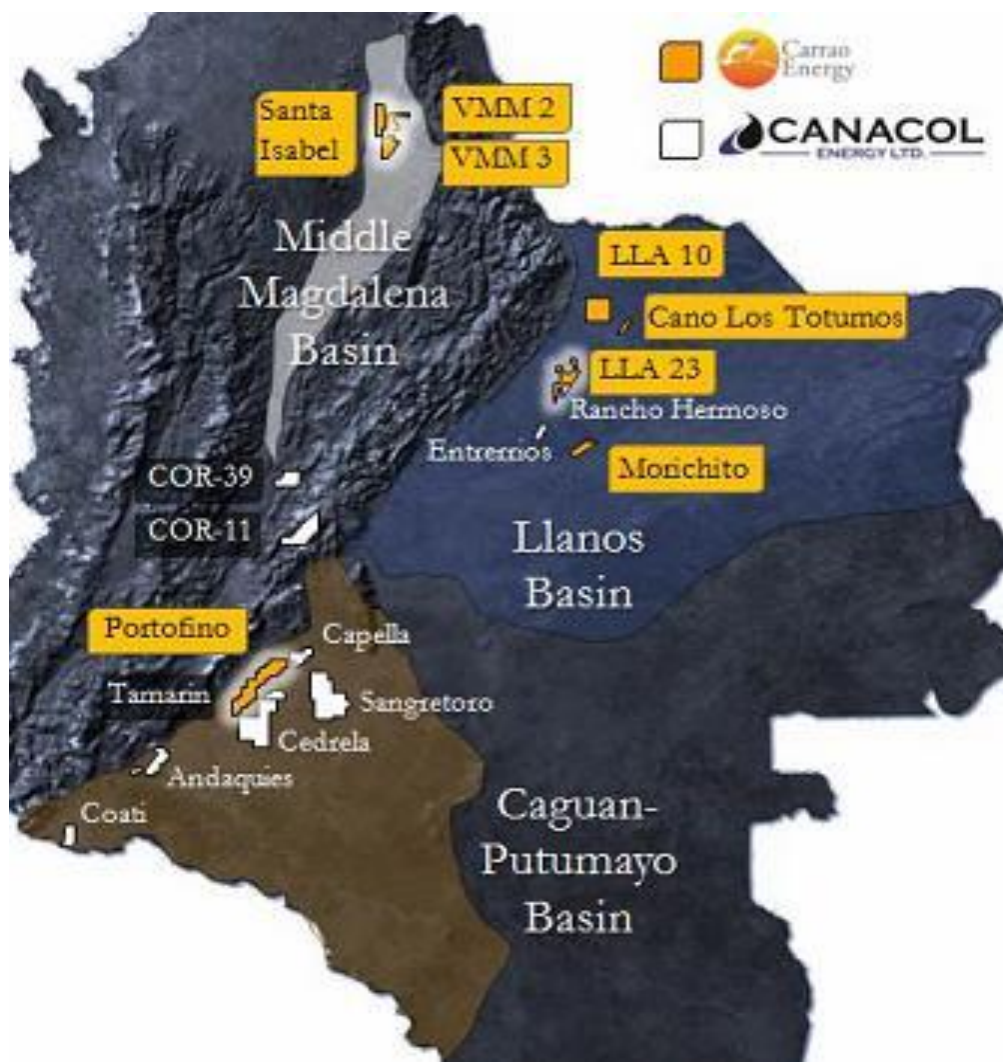 Carrao
Energy
CANACOL
ENERGY LTD.
Santa
Isabel
VMM 2
VMM 3
Middle
Magdalena
Basin
LLA 10
Cano Los Totumos
LLA 23
Rancho Hermoso
Entrerrios
Morichito
COR-39
COR-11
Llanos
Basin
Portofino
Capella
Tamarin
Sangretoro
Cedrela
Andaquies
Coati
Caguan-
Putumayo
Basin